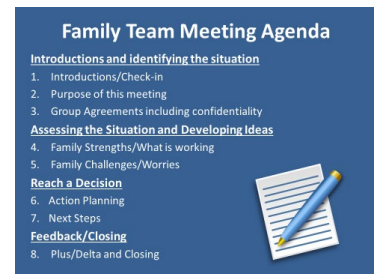 Family Team Meeting Agenda
Introductions and identifying the situation
1. Introductions/Check-in
2. Purpose of this meeting
3. Group Agreements including confidentiality
Assessing the Situation and Developing Ideas
4. Family Strengths/What is working
5. Family Challenges/Worries
Reach a Decision
6. Action Planning
7. Next Steps
Feedback/Closing
8. Plus/Delta and Closing